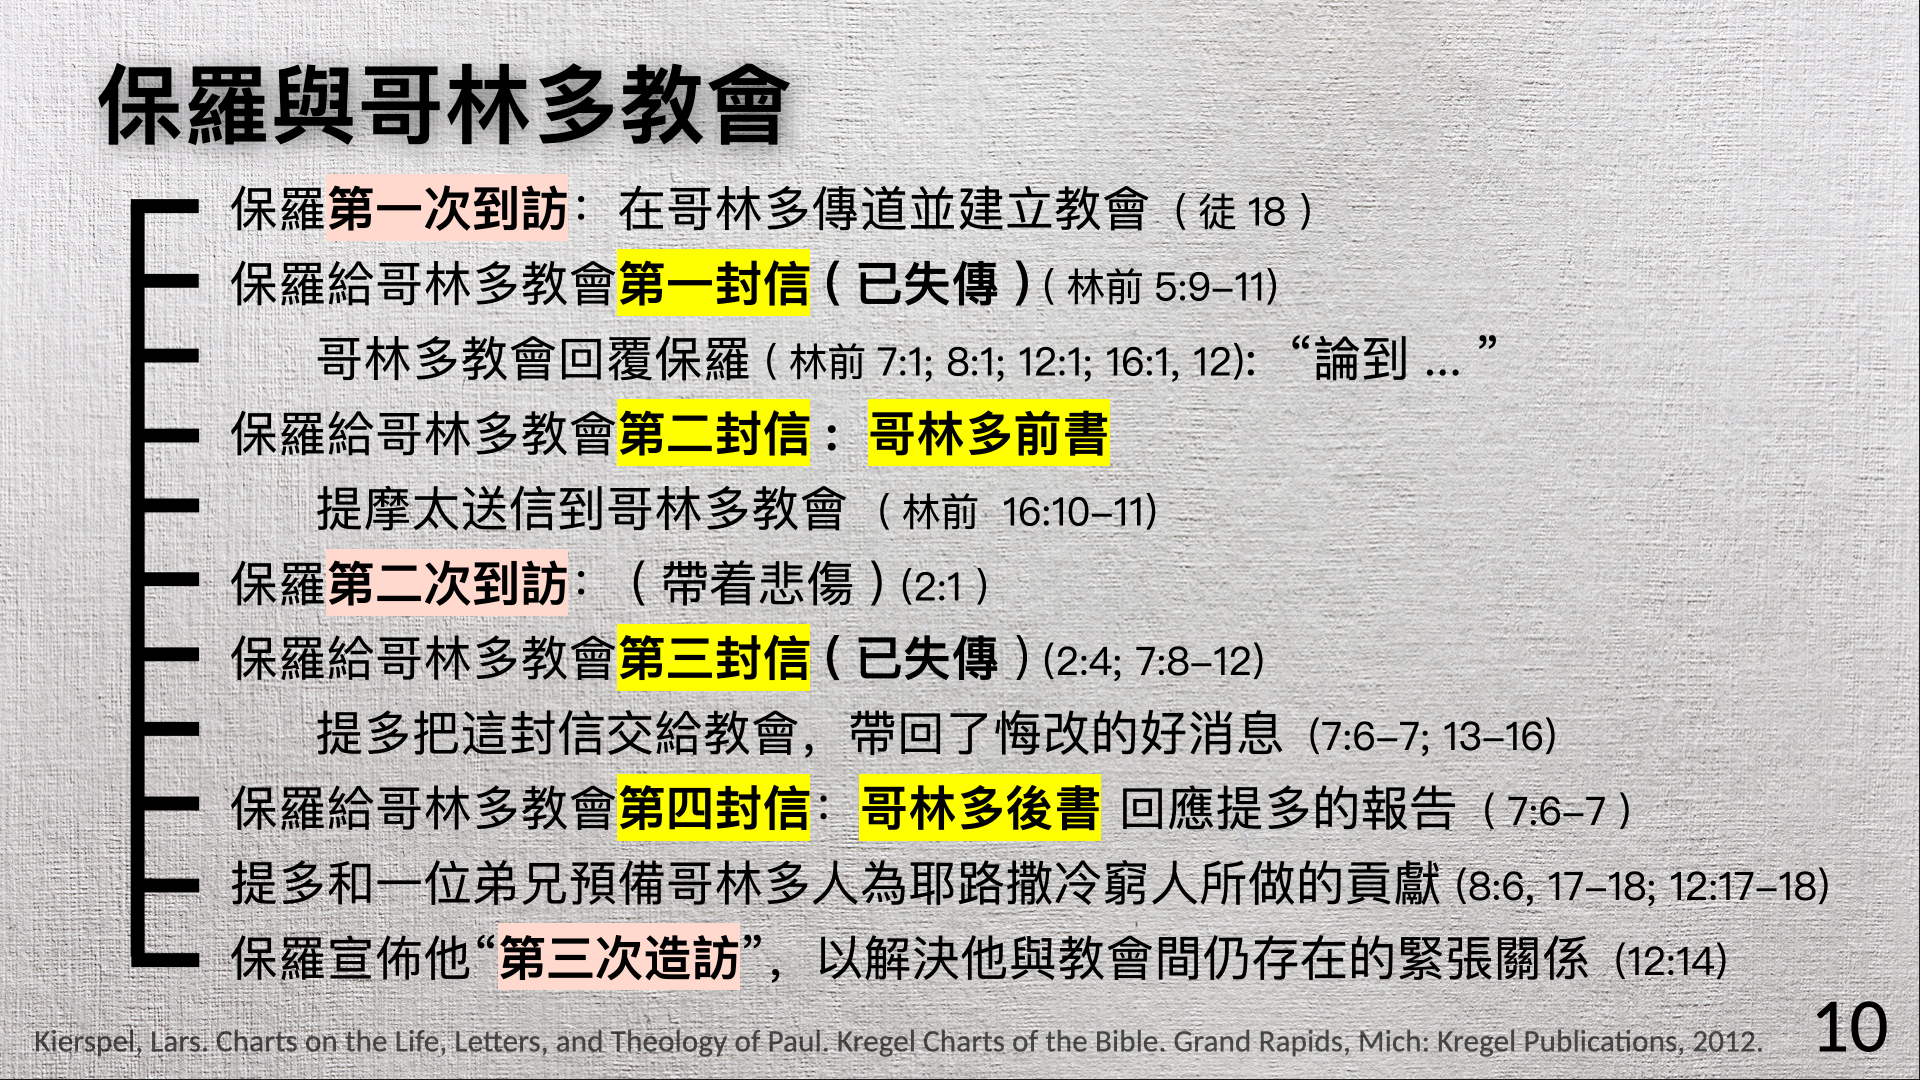 保羅與哥林多教會
保羅第一次到訪：在哥林多傳道並建立教會（徒 18）
保羅給哥林多教會第一封信（已失傳）（林前 5:9–11)
哥林多教會回覆保羅（林前 7:1; 8:1; 12:1; 16:1, 12): “論到 …”
保羅給哥林多教會第二封信：哥林多前書
提摩太送信到哥林多教會（林前 16:10–11)
保羅第二次到訪：（帶着悲傷）(2:1）
保羅給哥林多教會第三封信（已失傳）(2:4; 7:8–12)
提多把這封信交給教會，帶回了悔改的好消息 (7:6–7; 13–16)
保羅給哥林多教會第四封信：哥林多後書 回應提多的報告（7:6–7）
提多和一位弟兄預備哥林多人為耶路撒冷窮人所做的貢獻 (8:6, 17–18; 12:17–18)
保羅宣佈他“第三次造訪”，以解決他與教會間仍存在的緊張關係 (12:14)
Kierspel, Lars. Charts on the Life, Letters, and Theology of Paul. Kregel Charts of the Bible. Grand Rapids, Mich: Kregel Publications, 2012.
10